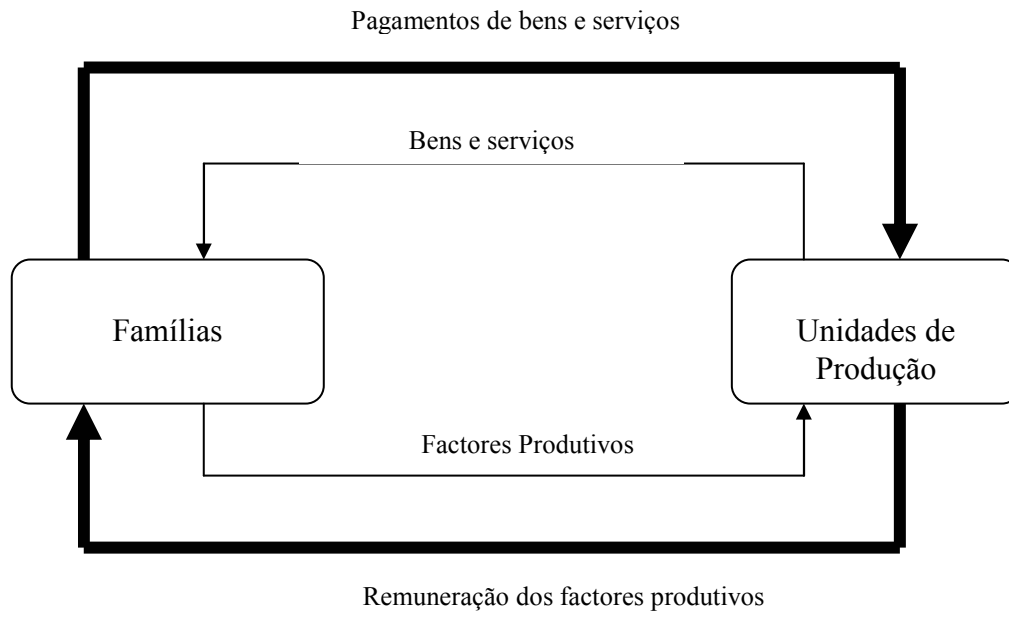 Pagamentos de bens e serviços
Bens e serviços
Famílias
Unidades de
Produção
Factores Produtivos
Remuneração dos factores produtivos